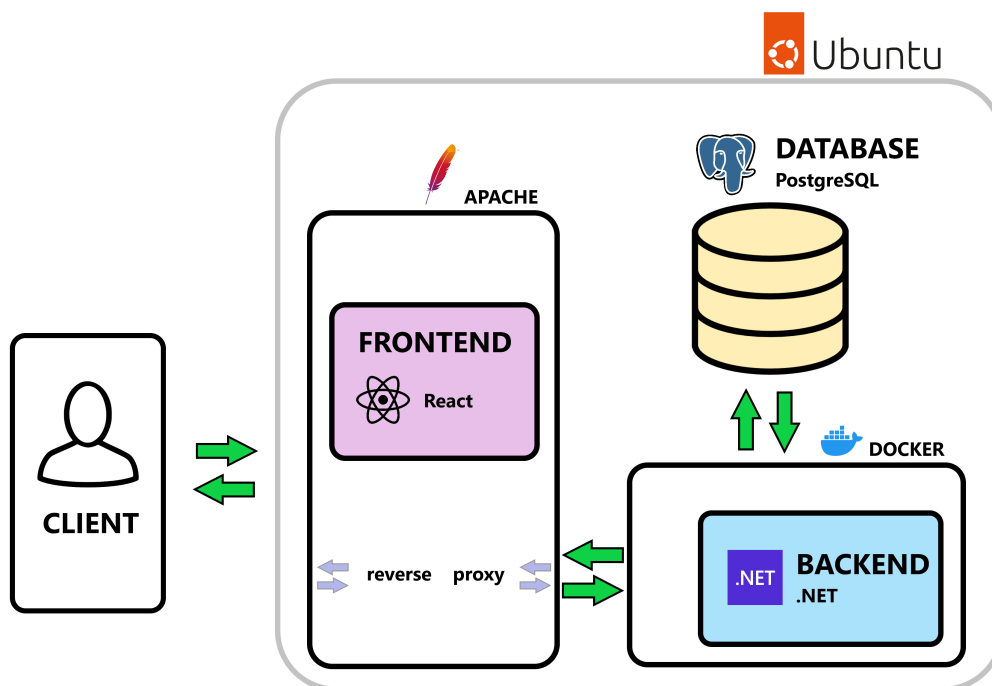 Ubuntu
DATABASE
PostgreSQL
APACHE
FRONTEND
React
CLIENT
DOCKER
reverse proxy
.NET
BACKEND
.NET